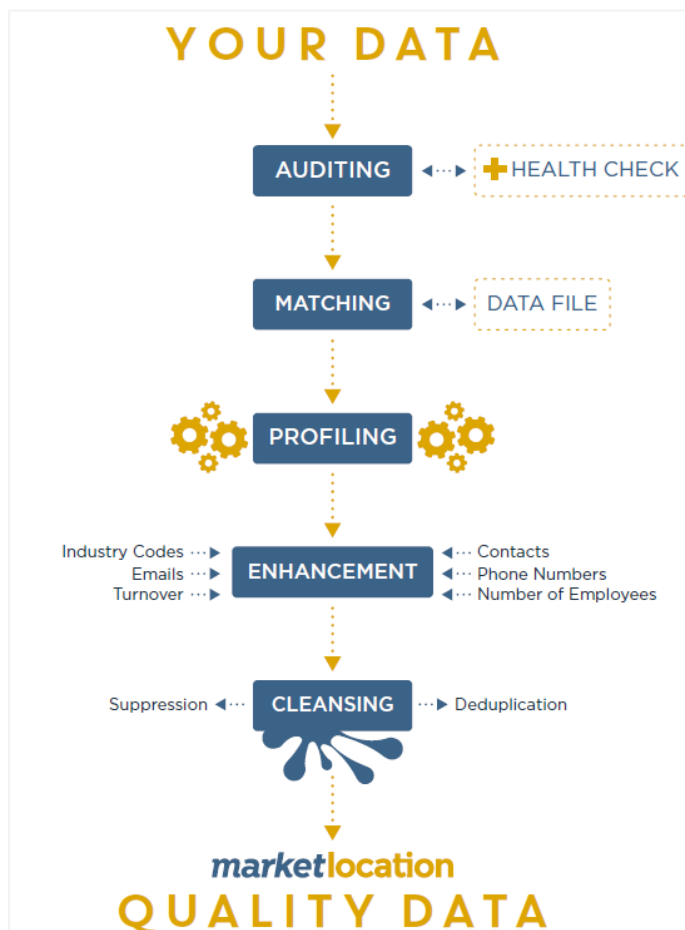 YOUR DATA
AUDITING
HEALTH CHECK
MATCHING
DATA FILE
PROFILING
Industry Codes
Emails
Turnover
ENHANCEMENT
Contacts
Phone Numbers
Number of Employees
Suppression
CLEANSING
Deduplication
marketlocation
QUALITY DATA